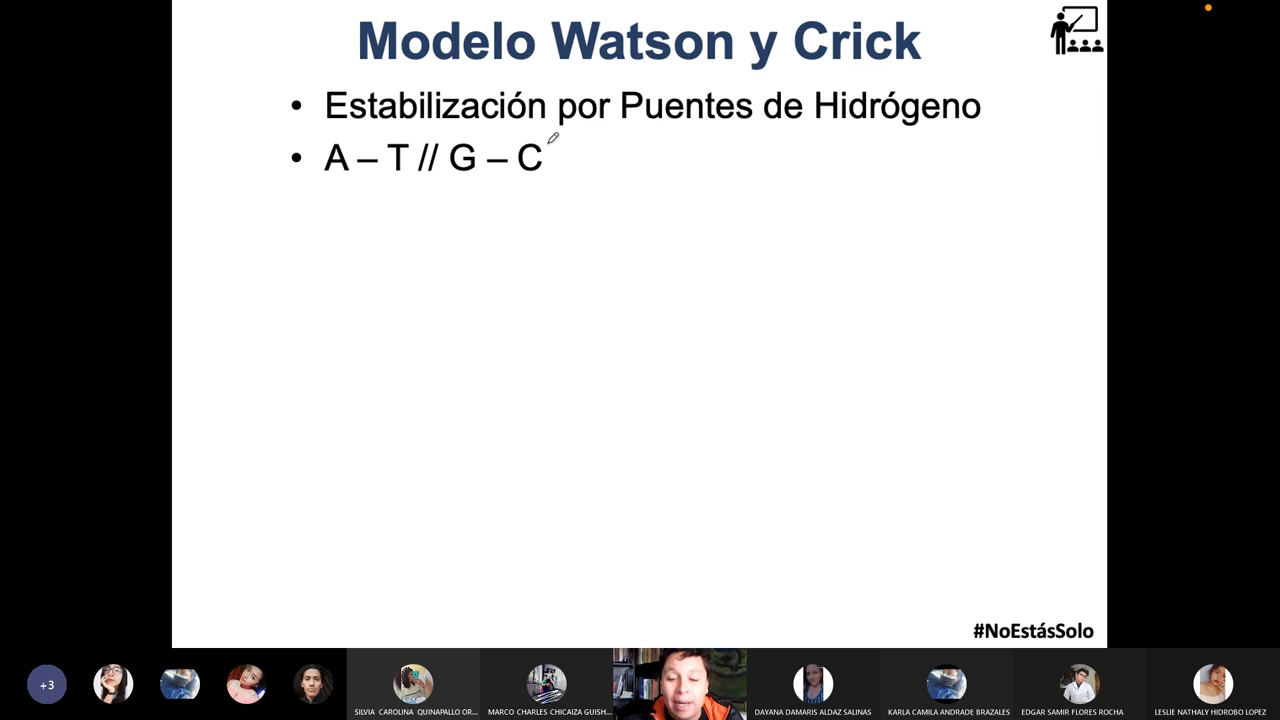 Modelo Watson y Crick
• Estabilización por Puentes de Hidrógeno
• A – T // G – C
#NoEstásSolo
+3
SILVIA CAROLINA QUINAPALLO OR...
MARCO CHARLES CHICAIZA GUISH...
DAYANA DAMARIS ALDAZ SALINAS
KARLA CAMILA ANDRADE BRAZALES
EDGAR SAMIR FLORES ROCHA
LESLIE NATHALY HIDROBO LOPEZ